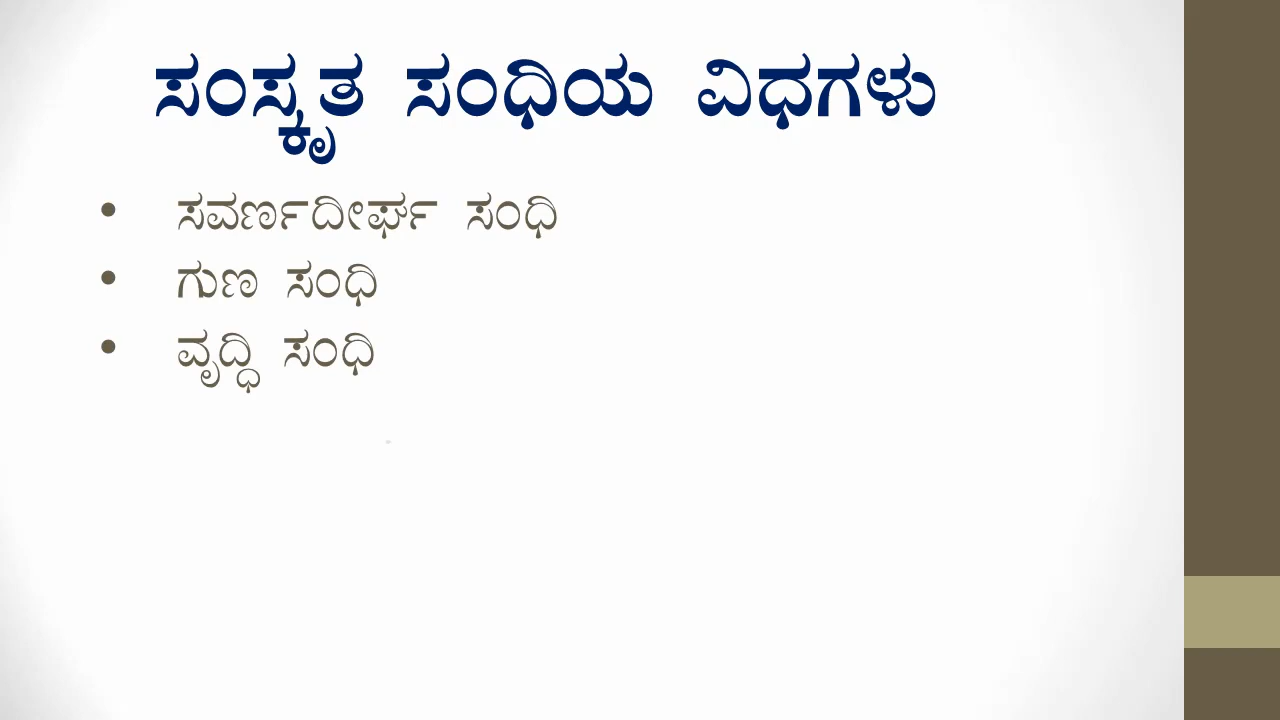 ಸಂಸ್ಕೃತ ಸಂಧಿಯ ವಿಧಗಳು
• ಸವರ್ಣದೀರ್ಘ ಸಂಧಿ
• ಗುಣ ಸಂಧಿ
• ವೃದ್ಧಿ ಸಂಧಿ